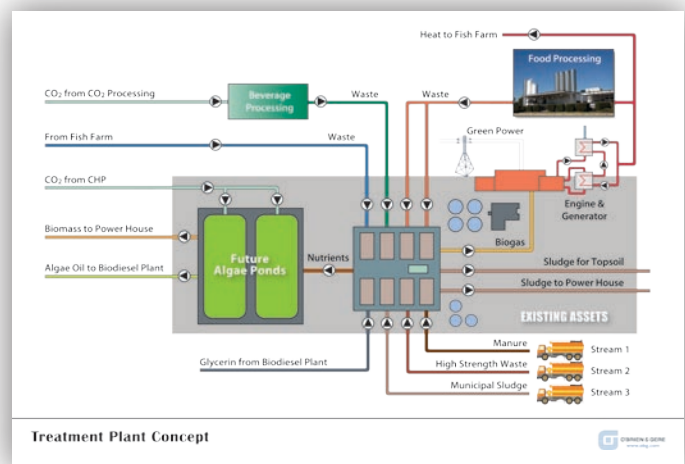 Heat to Fish Farm
Food Processing
CO₂ from CO₂ Processing
Beverage
Processing
Waste
Waste
From Fish Farm
Waste
Green Power
CO₂ from CHP
Engine &
Generator
Biomass to Power House
Future
Algae Ponds
Nutrients
Biogas
Algae Oil to Biodiesel Plant
Sludge for Topsoil
Sludge to Power House
EXISTING ASSETS
Glycerin from Biodiesel Plant
Manure
Stream 1
High Strength Waste
Stream 2
Municipal Sludge
Stream 3
Treatment Plant Concept
O'BRIEN & GERE
www.obg.com